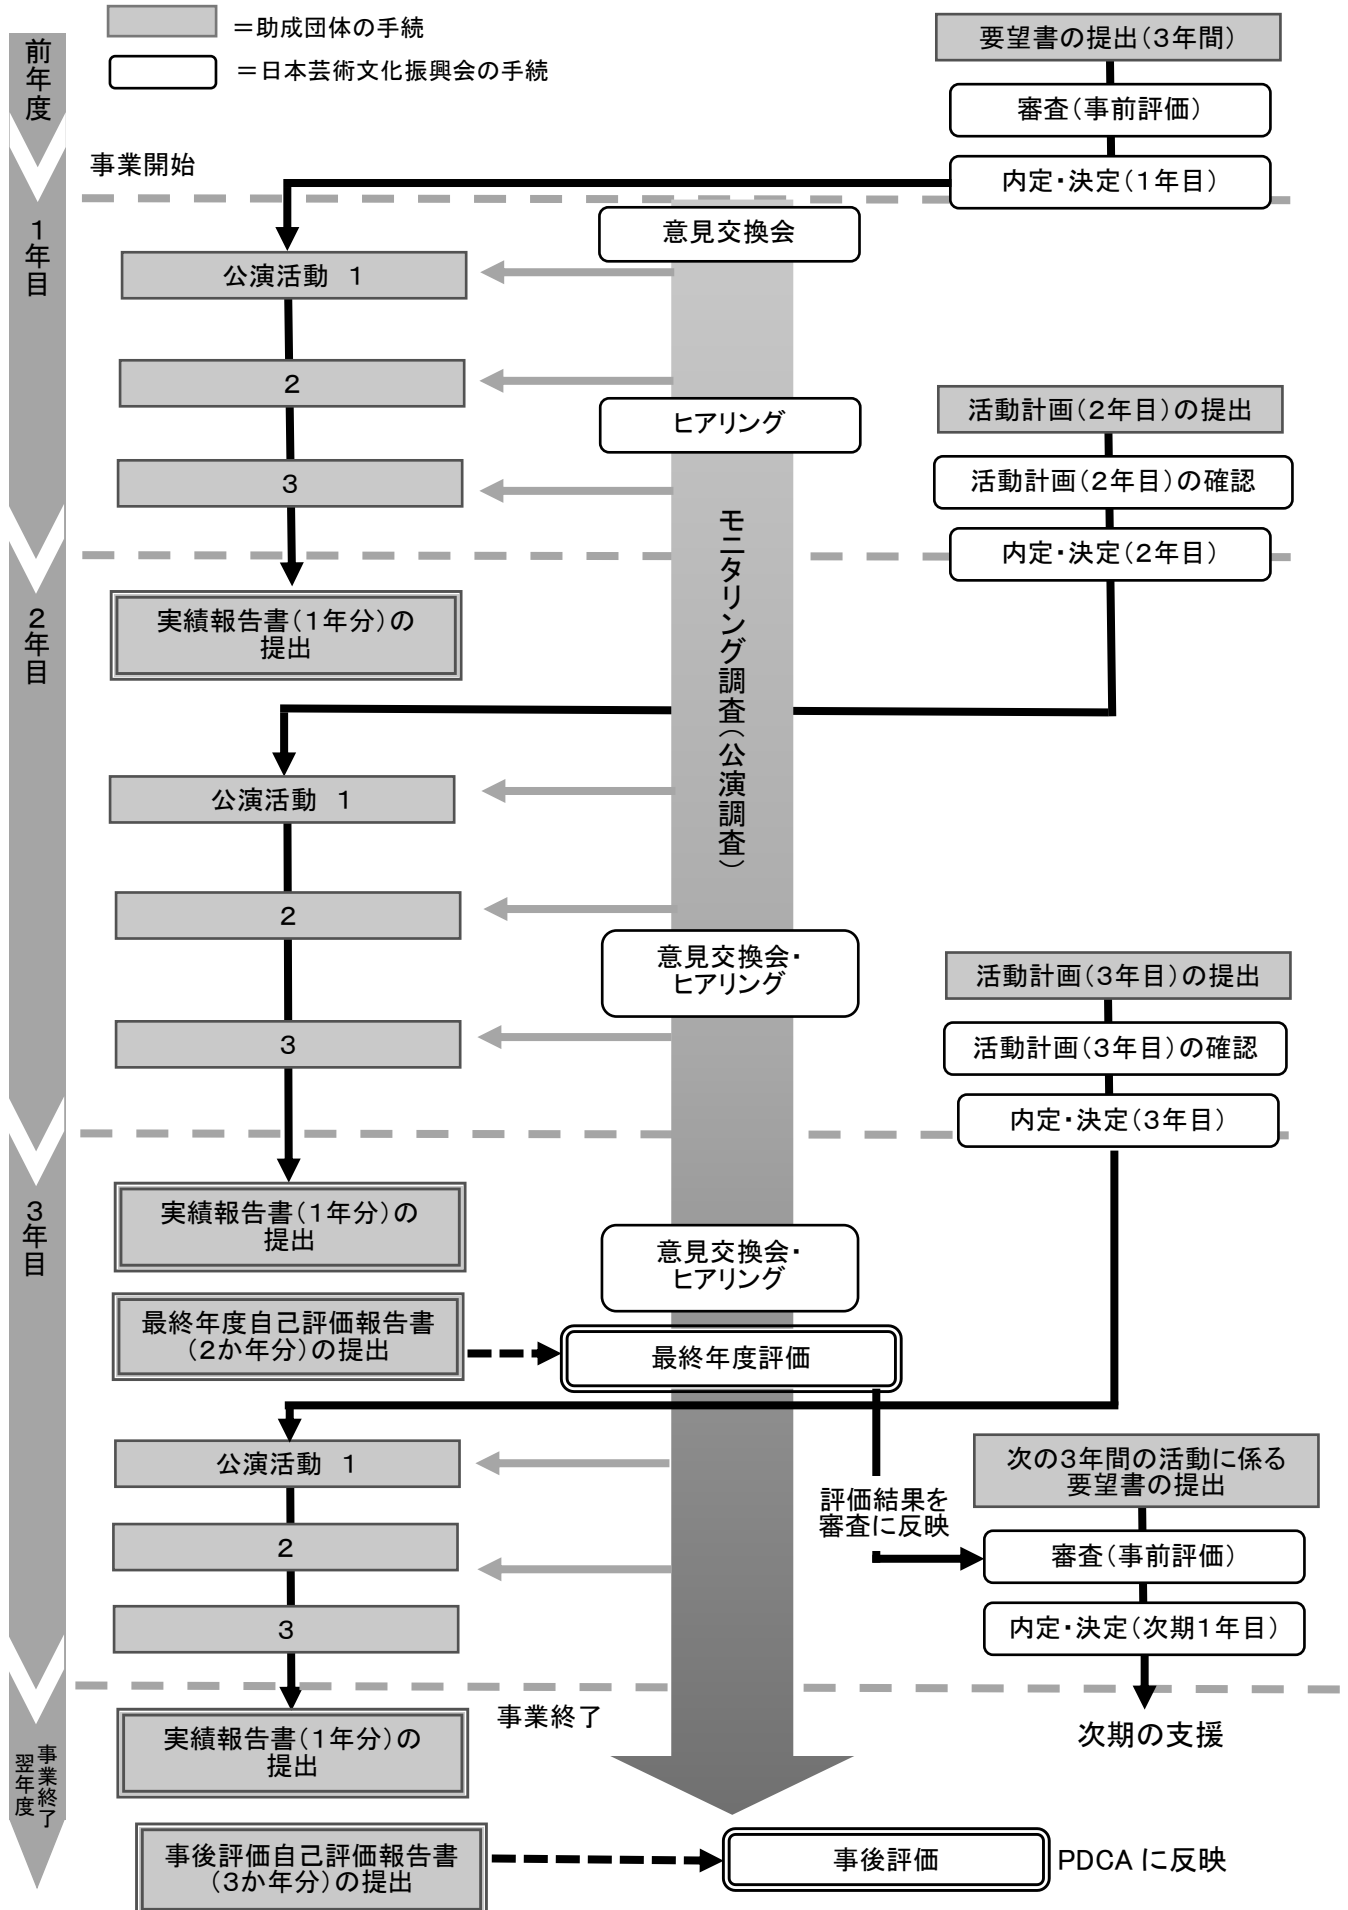 ＝助成団体の手続
＝日本芸術文化振興会の手続
前年度
要望書の提出（３年間）
審査（事前評価）
内定・決定（１年目）
事業開始
１年目
意見交換会
公演活動　１
２
ヒアリング
３
活動計画（２年目）の提出
活動計画（２年目）の確認
内定・決定（２年目）
モニタリング調査（公演調査）
２年目
実績報告書（１年分）の
提出
公演活動　１
２
意見交換会・
ヒアリング
３
活動計画（３年目）の提出
活動計画（３年目）の確認
内定・決定（３年目）
３年目
実績報告書（１年分）の
提出
意見交換会・
ヒアリング
最終年度自己評価報告書
（２か年分）の提出
最終年度評価
公演活動　１
２
３
評価結果を
審査に反映
次の３年間の活動に係る
要望書の提出
審査（事前評価）
内定・決定（次期１年目）
次期の支援
事業終了
事業終了
翌年度
実績報告書（１年分）の
提出
事後評価自己評価報告書
（３か年分）の提出
事後評価
PDCA に反映